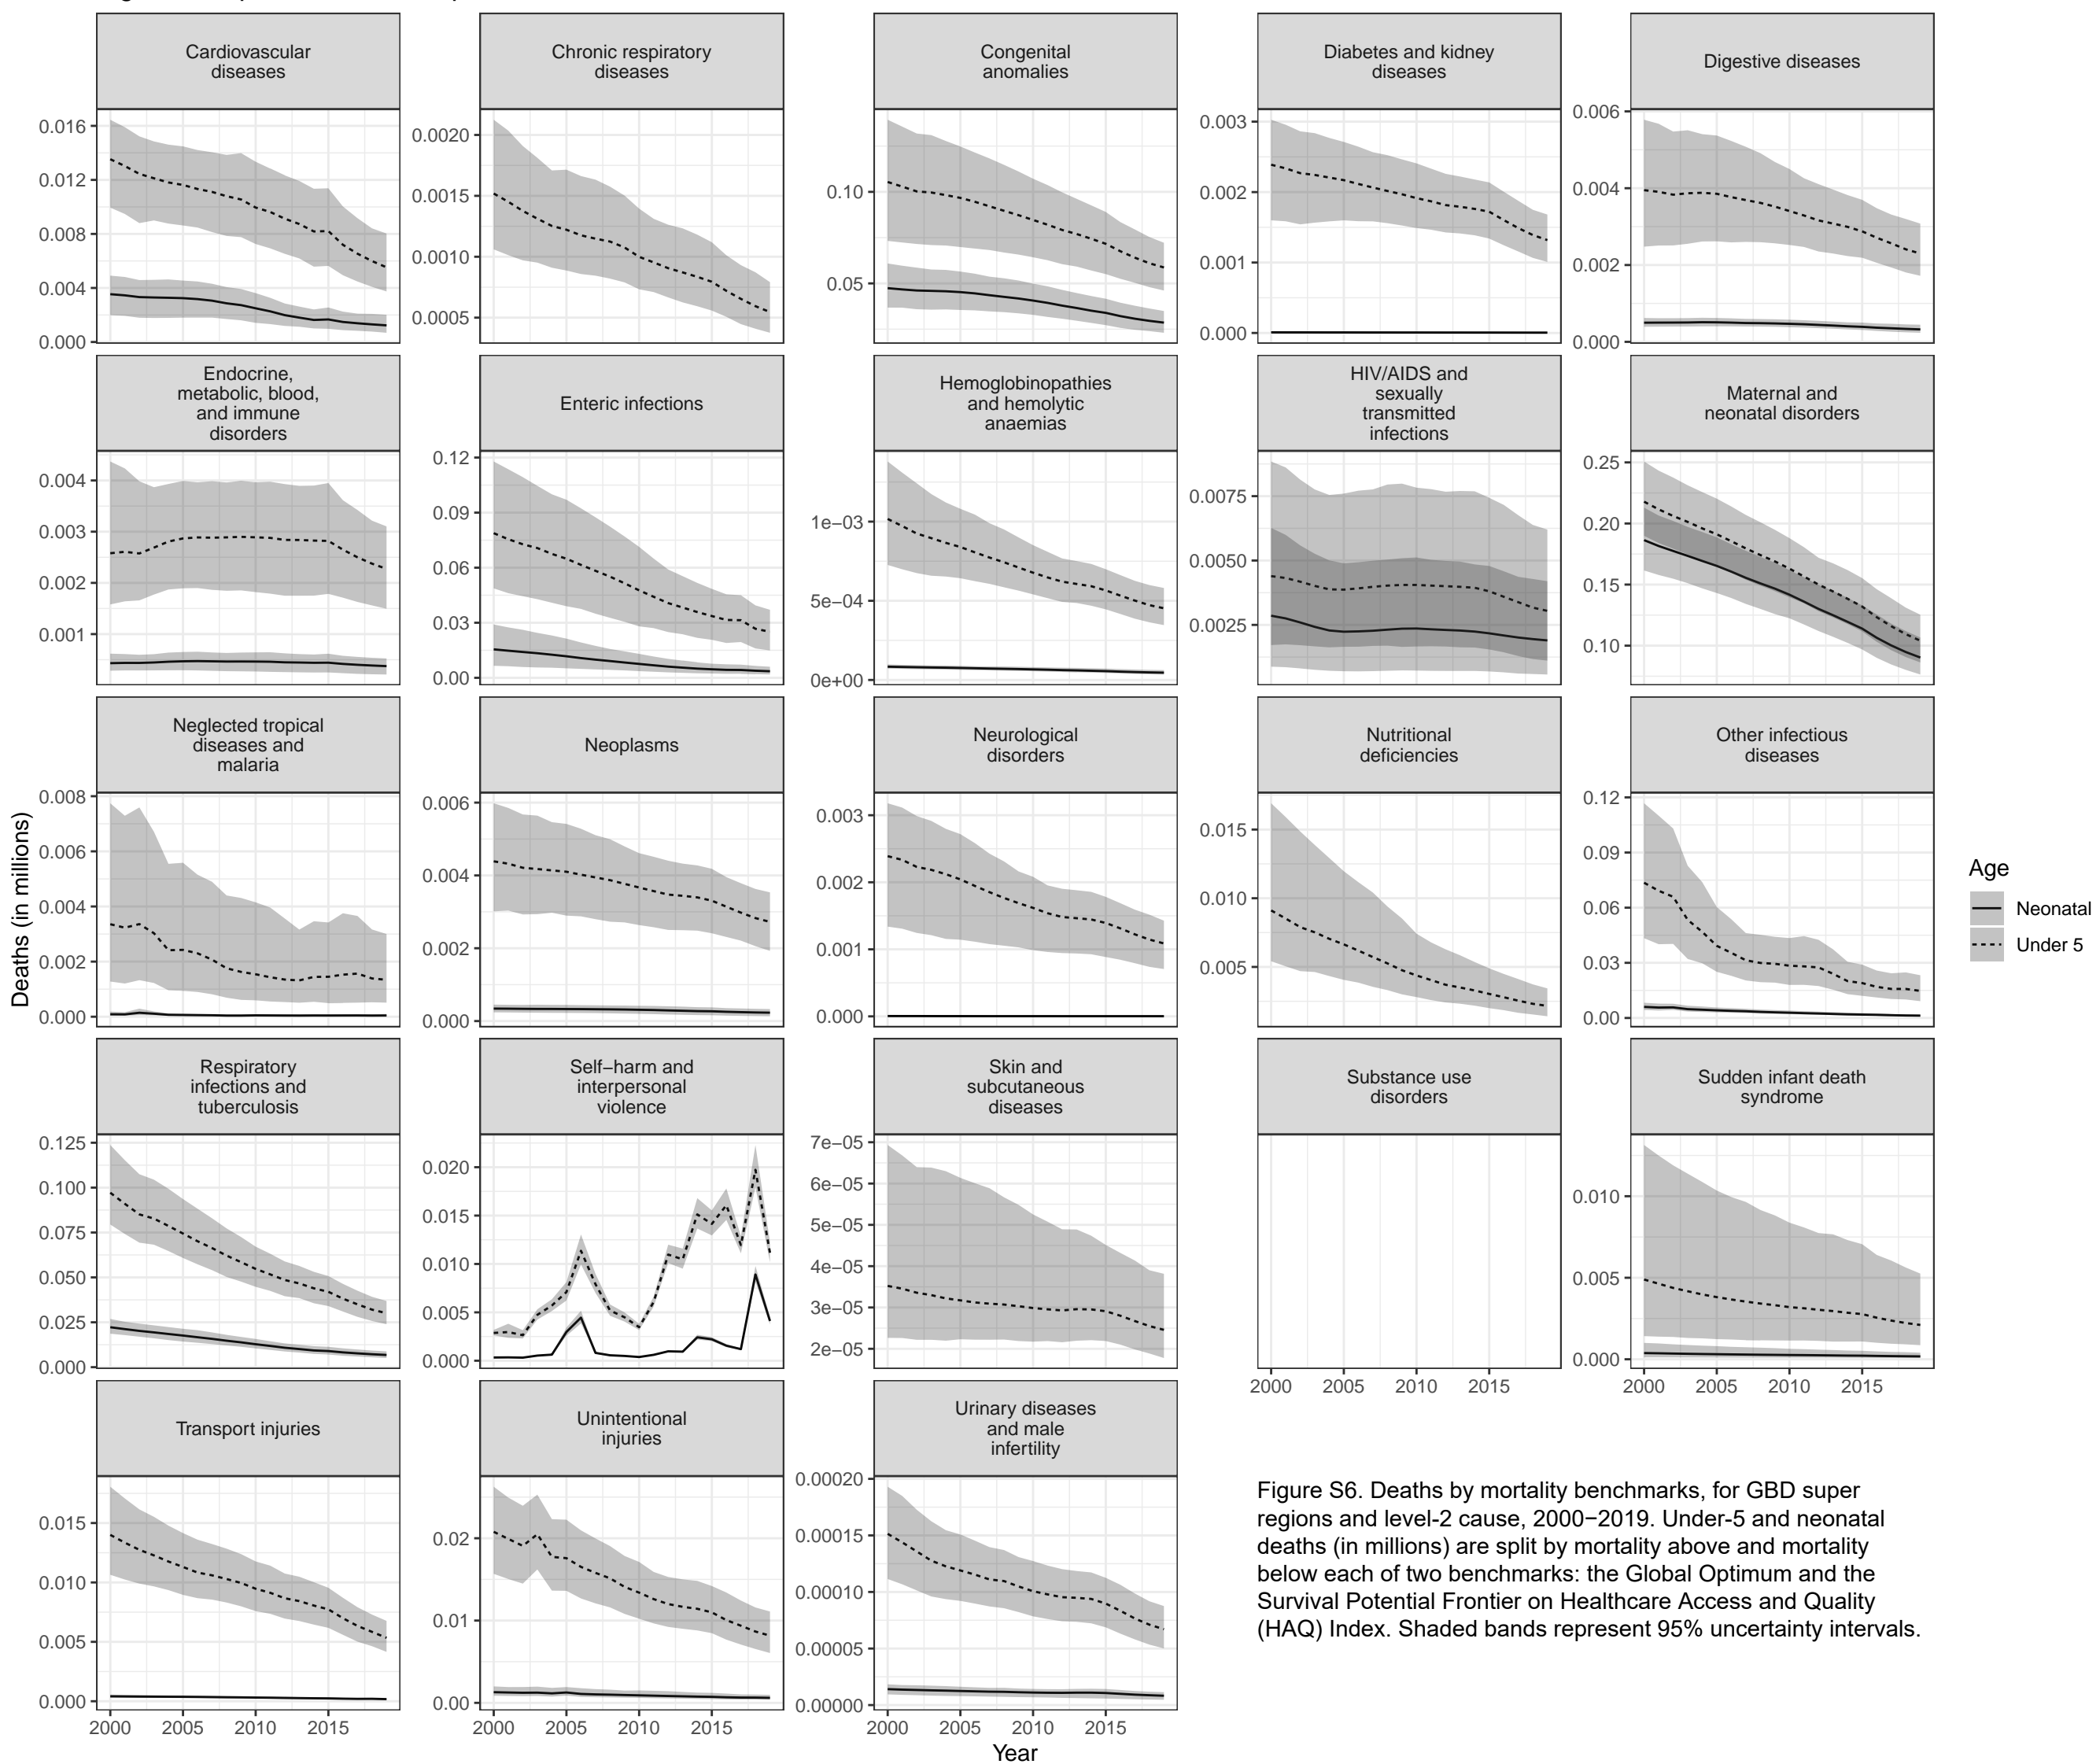 Cardiovascular
diseases
Chronic respiratory
diseases
Congenital
anomalies
Diabetes and kidney
diseases
Digestive diseases
0.016
0.012
0.008
0.004
0.000
0.0020
0.0015
0.0010
0.0005
0.10
0.05
0.003
0.002
0.001
0.000
0.006
0.004
0.002
0.000
Endocrine,
metabolic, blood,
and immune
disorders
Enteric infections
Hemoglobinopathies
and hemolytic
anaemias
HIV/AIDS and
sexually
transmitted
infections
Maternal and
neonatal disorders
0.004
0.003
0.002
0.001
0.12
0.09
0.06
0.03
0.00
1e−03
5e−04
0e+00
0.0075
0.0050
0.0025
0.25
0.20
0.15
0.10
Neglected tropical
diseases and
malaria
Neoplasms
Neurological
disorders
Nutritional
deficiencies
Other infectious
diseases
0.008
0.006
0.004
0.002
0.000
0.006
0.004
0.002
0.000
0.003
0.002
0.001
0.000
0.015
0.010
0.005
0.12
0.09
0.06
0.03
0.00
Deaths (in millions)
Age
Neonatal
Under 5
Respiratory
infections and
tuberculosis
Self−harm and
interpersonal
violence
Skin and
subcutaneous
diseases
Substance use
disorders
Sudden infant death
syndrome
0.125
0.100
0.075
0.050
0.025
0.000
0.020
0.015
0.010
0.005
0.000
7e−05
6e−05
5e−05
4e−05
3e−05
2e−05
0.010
0.005
0.000
2000 2005 2010 2015
2000 2005 2010 2015
Transport injuries
Unintentional
injuries
Urinary diseases
and male
infertility
0.015
0.010
0.005
0.000
0.02
0.01
0.00
0.00020
0.00015
0.00010
0.00005
0.00000
2000 2005 2010 2015
2000 2005 2010 2015
2000 2005 2010 2015
Year
Figure S6. Deaths by mortality benchmarks, for GBD super
regions and level-2 cause, 2000−2019. Under-5 and neonatal
deaths (in millions) are split by mortality above and mortality
below each of two benchmarks: the Global Optimum and the
Survival Potential Frontier on Healthcare Access and Quality
(HAQ) Index. Shaded bands represent 95% uncertainty intervals.